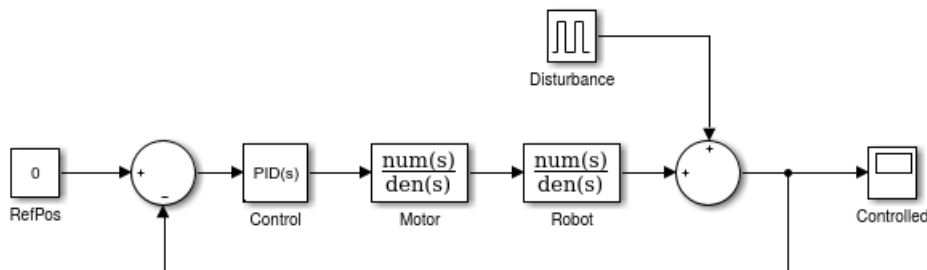 Disturbance
+
0
RefPos
+
−
PID(s)
Control
num(s)
den(s)
Motor
num(s)
den(s)
Robot
+
Controlled